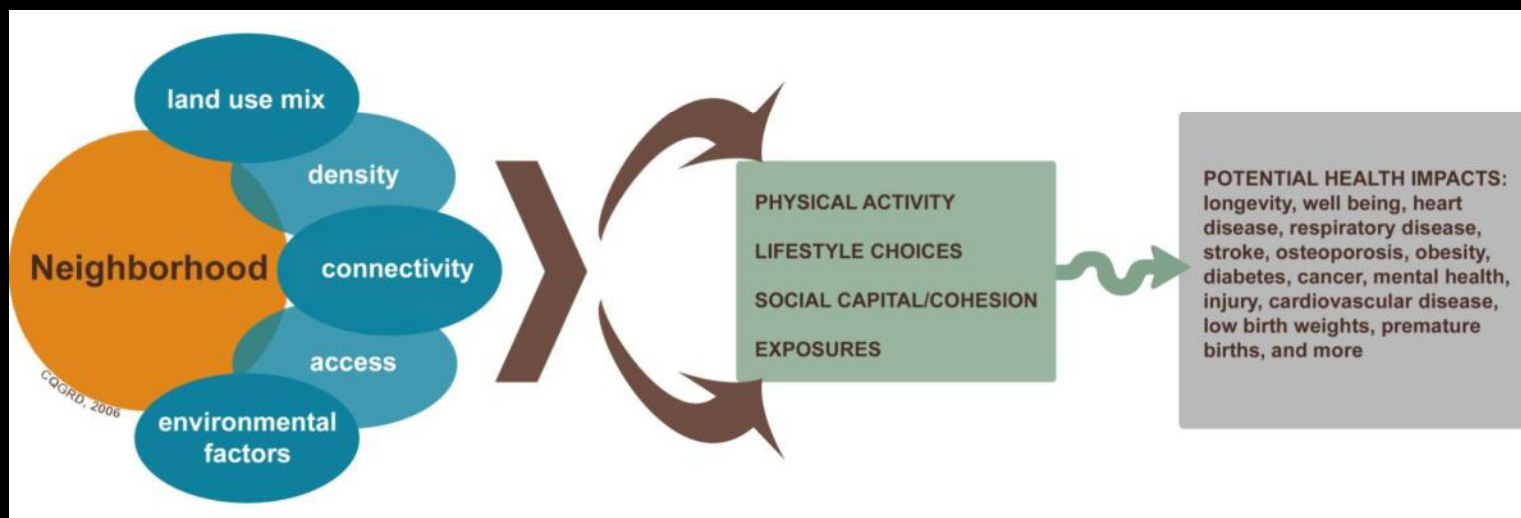 land use mix
density
Neighborhood
connectivity
access
environmental
factors
CQGRD, 2006
PHYSICAL ACTIVITY
LIFESTYLE CHOICES
SOCIAL CAPITAL/COHESION
EXPOSURES
POTENTIAL HEALTH IMPACTS:
longevity, well being, heart
disease, respiratory disease,
stroke, osteoporosis, obesity,
diabetes, cancer, mental health,
injury, cardiovascular disease,
low birth weights, premature
births, and more